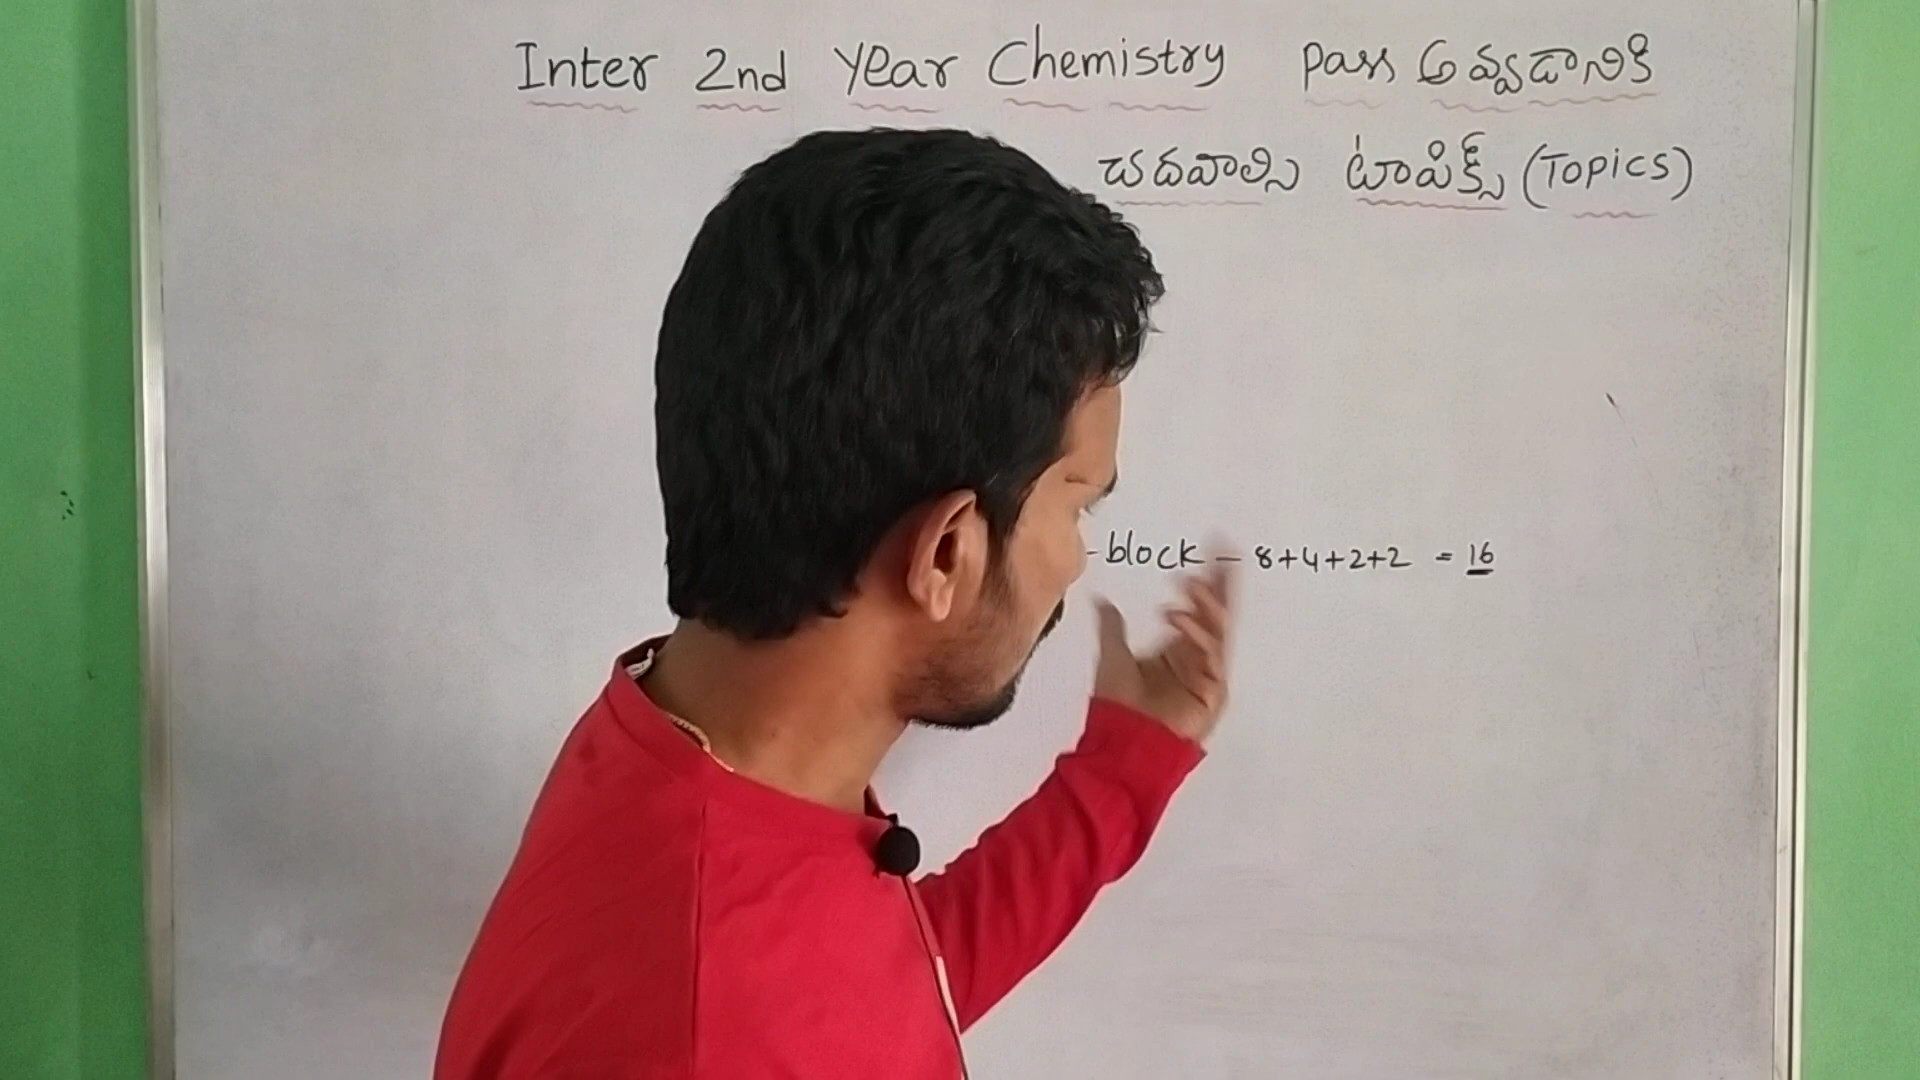 Inter 2nd Year Chemistry Pass అవ్వడానికి
చదవాల్సి టాపిక్స్ (Topics)
-block - 8+4+2+2 = 16